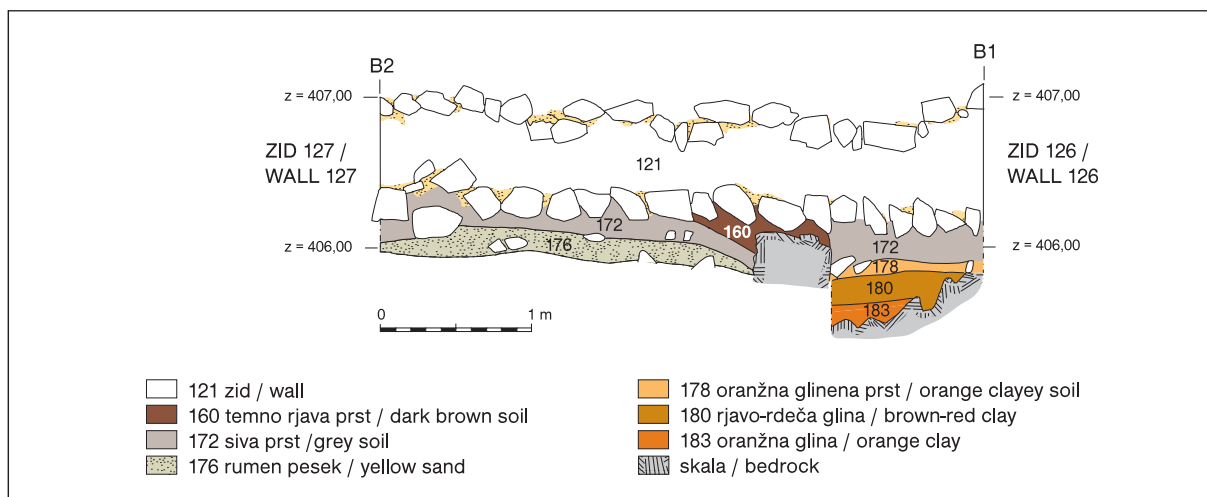 B2
B1
z = 407,00
z = 407,00
ZID 127 /
WALL 127
121
ZID 126 /
WALL 126
172
160
172
z = 406,00
176
z = 406,00
178
180
183
0
1 m
121 zid / wall
160 temno rjava prst / dark brown soil
172 siva prst /grey soil
176 rumen pesek / yellow sand
178 oranžna glinena prst / orange clayey soil
180 rjavo-rdeča glina / brown-red clay
183 oranžna glina / orange clay
skala / bedrock